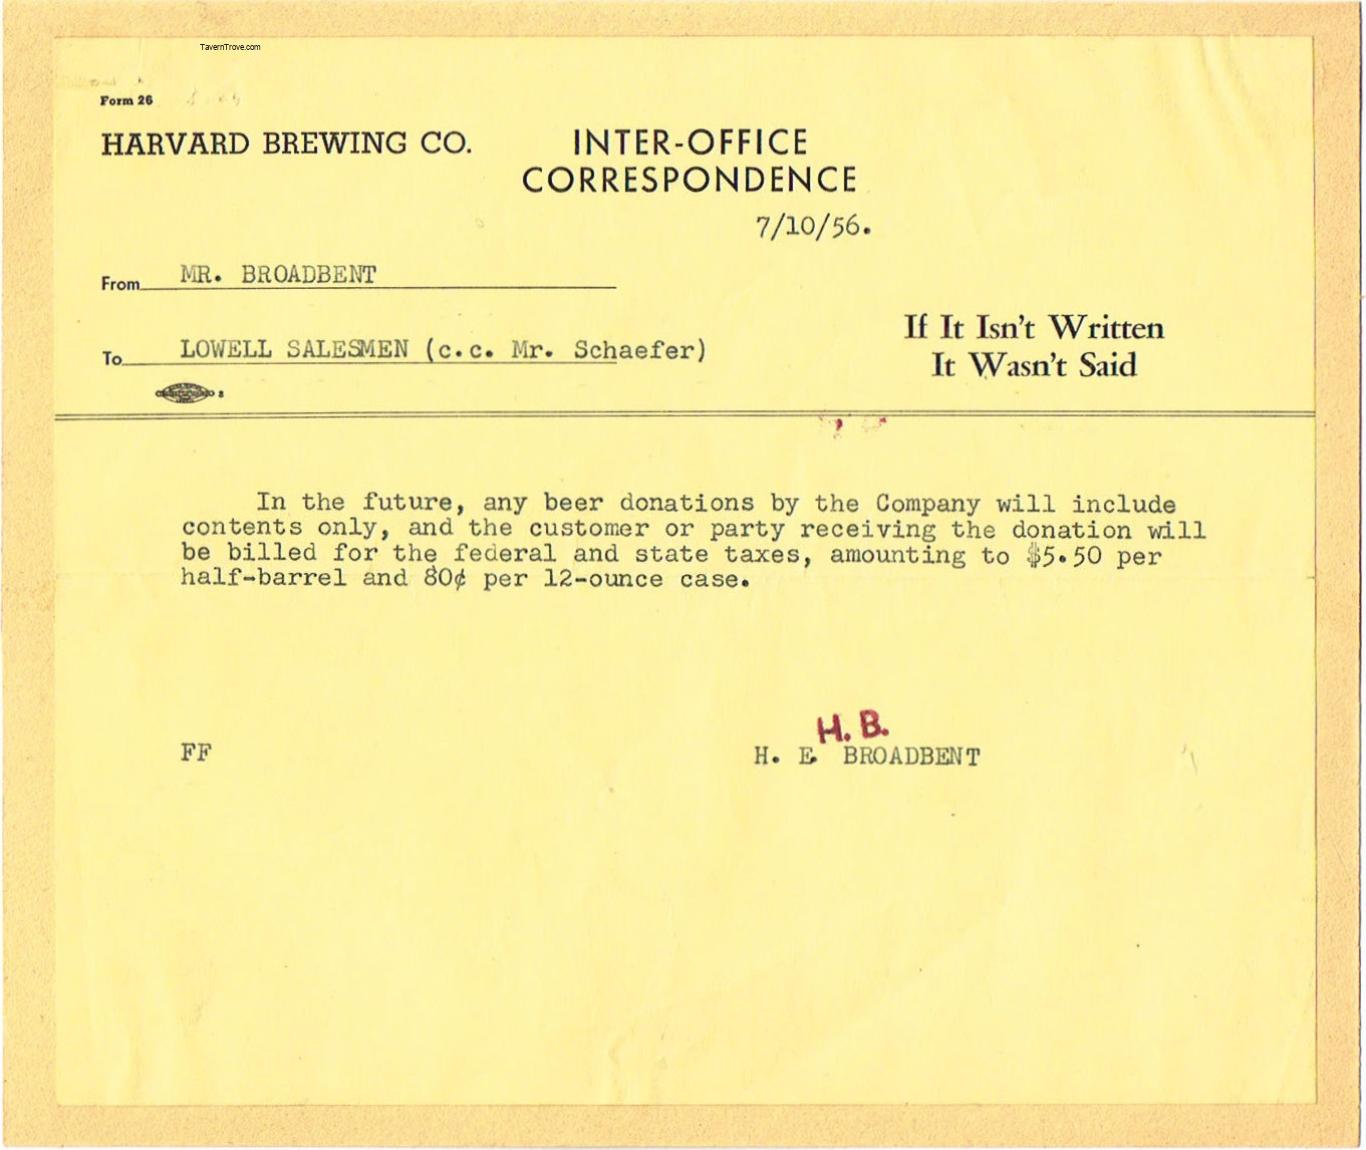 TavernTrove.com
Form 26
HARVARD BREWING CO.
INTER-OFFICE
CORRESPONDENCE
7/10/56.
From MR. BROADBENT
To LOWELL SALESMEN (c.c. Mr. Schaefer)
If It Isn't Written
It Wasn't Said
In the future, any beer donations by the Company will include
contents only, and the customer or party receiving the donation will
be billed for the federal and state taxes, amounting to $5.50 per
half-barrel and 80¢ per 12-ounce case.
H. B.
FF
H. E. BROADBENT